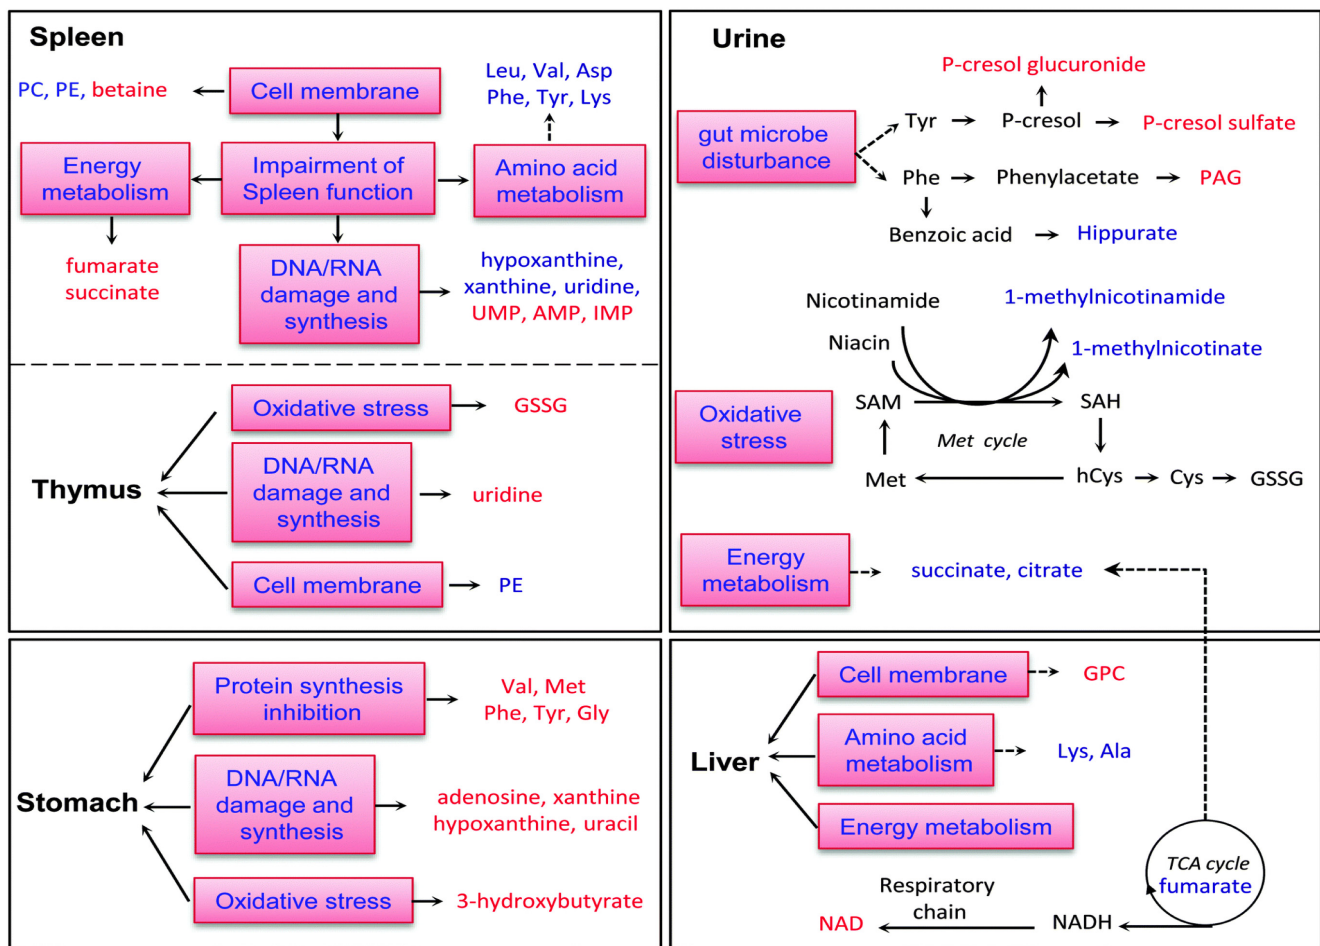 Spleen
PC, PE, betaine
Cell membrane
Leu, Val, Asp
Phe, Tyr, Lys
Energy
metabolism
Impairment of
Spleen function
Amino acid
metabolism
fumarate
succinate
DNA/RNA
damage and
synthesis
hypoxanthine,
xanthine, uridine,
UMP, AMP, IMP
Thymus
Oxidative stress
GSSG
DNA/RNA
damage and
synthesis
uridine
Cell membrane
PE
Stomach
Protein synthesis
inhibition
Val, Met
Phe, Tyr, Gly
DNA/RNA
damage and
synthesis
adenosine, xanthine
hypoxanthine, uracil
Oxidative stress
3-hydroxybutyrate
Urine
P-cresol glucuronide
gut microbe
disturbance
Tyr
P-cresol
P-cresol sulfate
Phe
Phenylacetate
PAG
Benzoic acid
Hippurate
Nicotinamide
1-methylnicotinamide
Niacin
1-methylnicotinate
Oxidative
stress
SAM
SAH
Met cycle
Met
hCys
Cys
GSSG
Energy
metabolism
succinate, citrate
Liver
Cell membrane
GPC
Amino acid
metabolism
Lys, Ala
Energy metabolism
TCA cycle
fumarate
Respiratory
chain
NAD
NADH